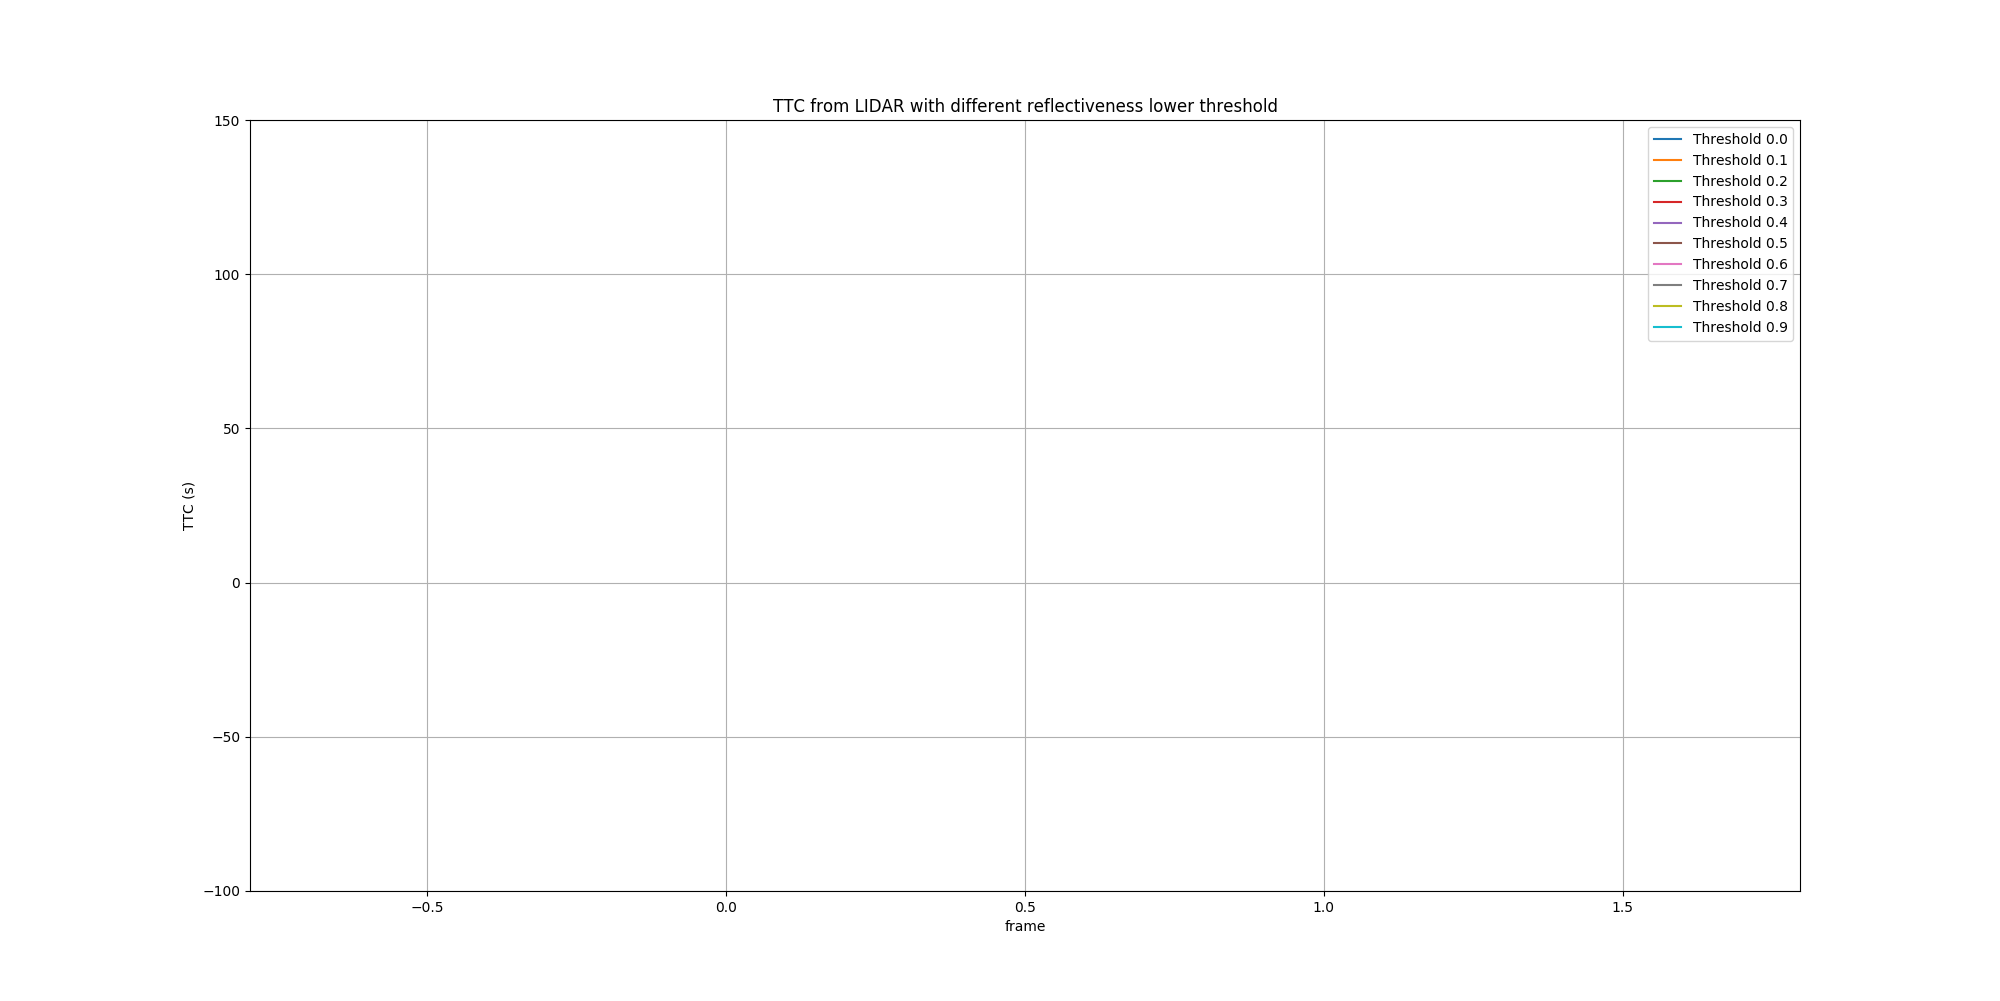 TTC from LIDAR with different reflectiveness lower threshold
150
100
50
0
−50
−100
TTC (s)
Threshold 0.0
Threshold 0.1
Threshold 0.2
Threshold 0.3
Threshold 0.4
Threshold 0.5
Threshold 0.6
Threshold 0.7
Threshold 0.8
Threshold 0.9
−0.5 0.0 0.5 1.0 1.5
frame